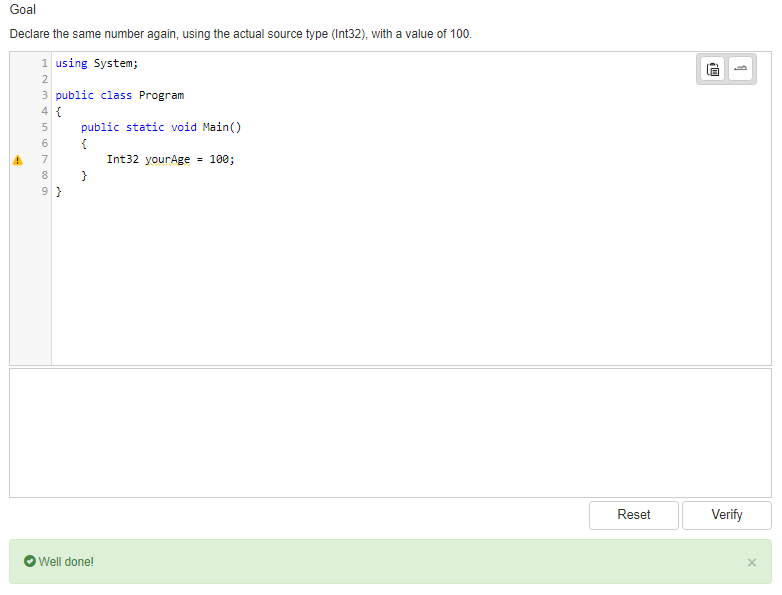 Goal
Declare the same number again, using the actual source type (Int32), with a value of 100.
1 using System;
2
3 public class Program
4 {
5     public static void Main()
6     {
7         Int32 yourAge = 100;
8     }
9 }
Reset Verify
Well done! ×